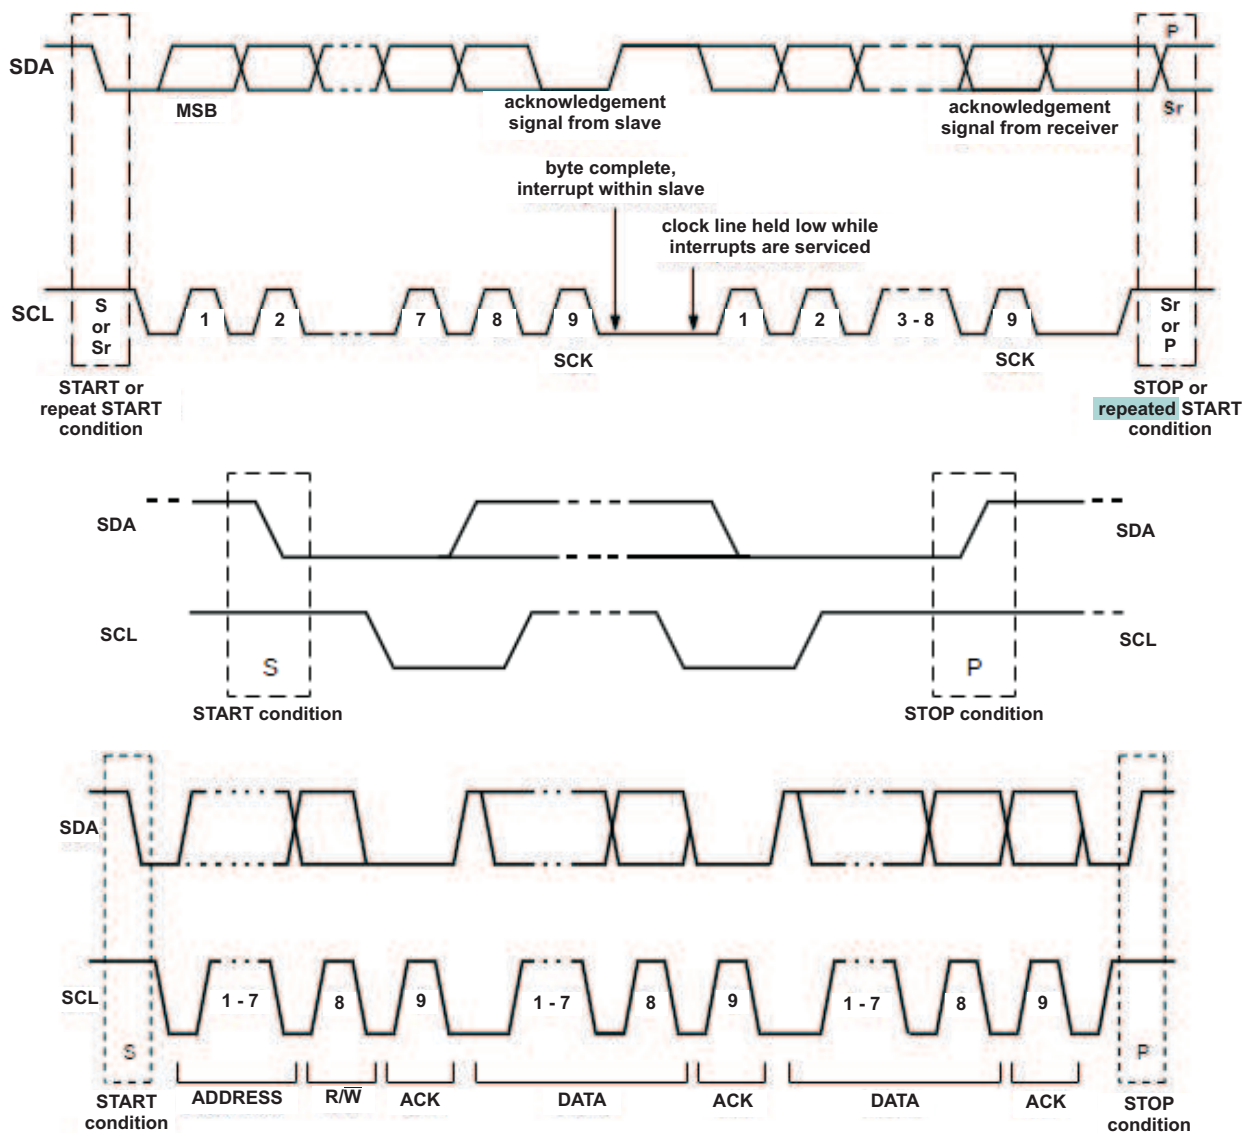 P
SDA
MSB
acknowledgement
signal from slave
acknowledgement
signal from receiver
Sr
byte complete,
interrupt within slave
clock line held low while
interrupts are serviced
SCL
S
or
Sr
1
2
7
8
9
1
2
3 - 8
9
Sr
or
P
SCK
SCK
START or
repeat START
condition
STOP or
repeated START
condition
SDA
SDA
SCL
SCL
S
P
START condition
STOP condition
SDA
SCL
1 - 7
8
9
1 - 7
8
9
1 - 7
8
9
S
P
ADDRESS
R/W̅
ACK
DATA
ACK
DATA
ACK
START
condition
STOP
condition